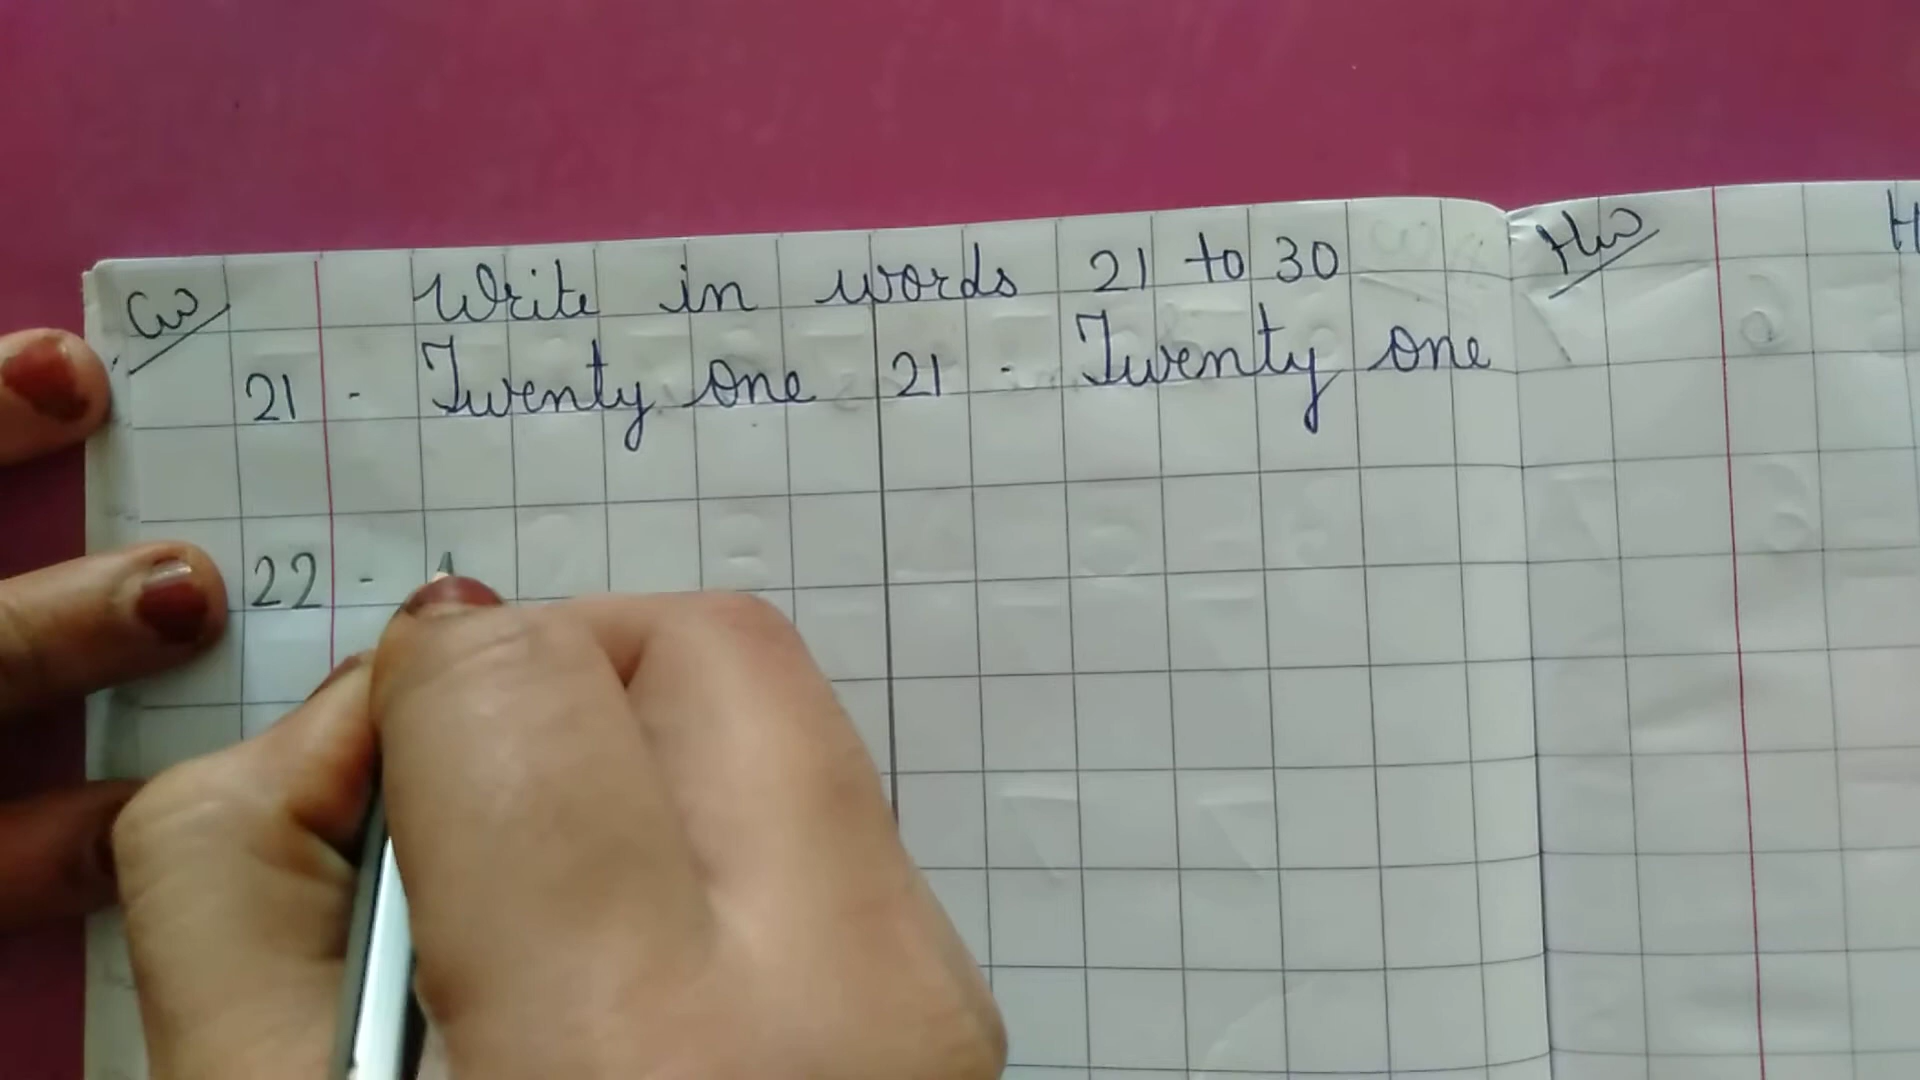 CW Write in words 21 to 30
21 - Twenty one 21 - Twenty one
22 -
HW H